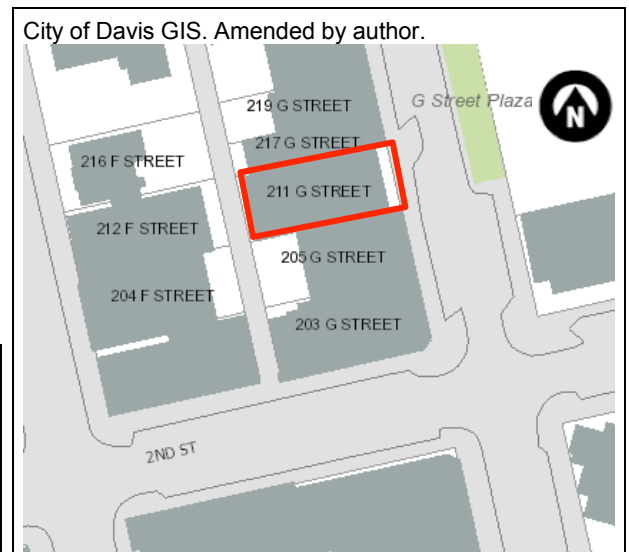 City of Davis GIS. Amended by author.
219 G STREET
G Street Plaza
N
217 G STREET
216 F STREET
211 G STREET
212 F STREET
205 G STREET
204 F STREET
203 G STREET
2ND ST